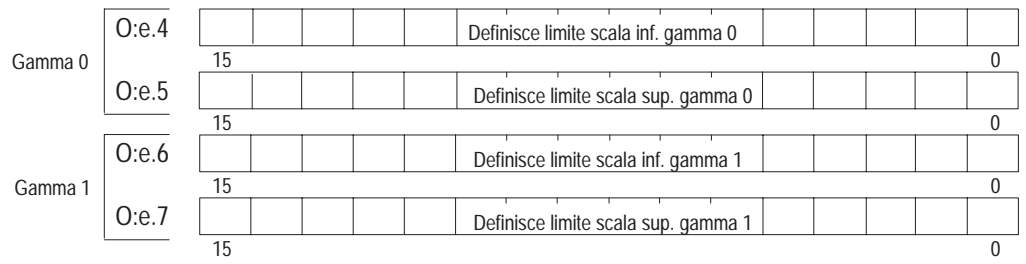 Gamma 0
O:e.4
Definisce limite scala inf. gamma 0
15 0
O:e.5
Definisce limite scala sup. gamma 0
15 0
Gamma 1
O:e.6
Definisce limite scala inf. gamma 1
15 0
O:e.7
Definisce limite scala sup. gamma 1
15 0